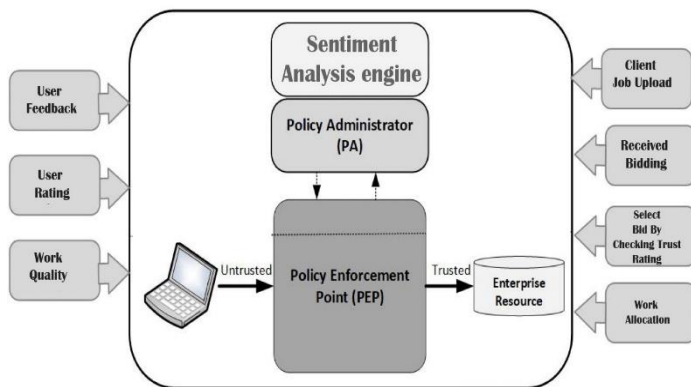 Sentiment
Analysis engine
Policy Administrator
(PA)
User
Feedback
User
Rating
Work
Quality
Untrusted
Policy Enforcement
Point (PEP)
Trusted
Enterprise
Resource
Client
Job Upload
Received
Bidding
Select
Bid By
Checking Trust
Rating
Work
Allocation